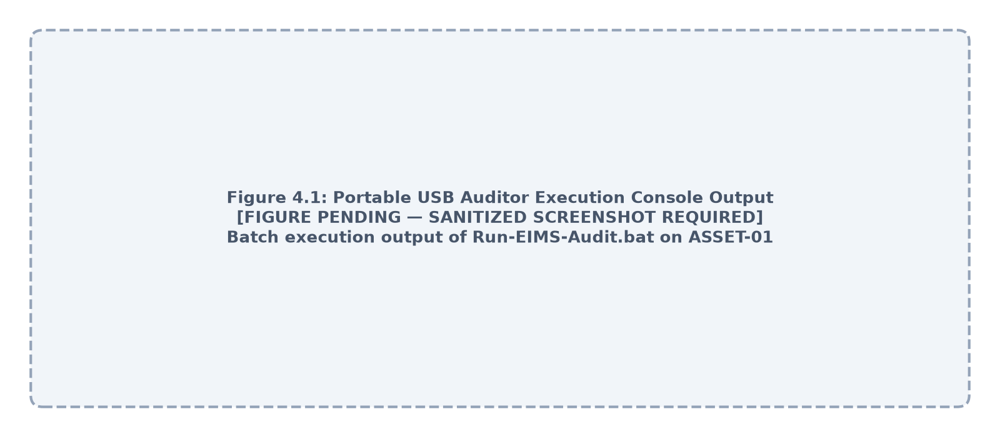 Figure 4.1: Portable USB Auditor Execution Console Output
[FIGURE PENDING — SANITIZED SCREENSHOT REQUIRED]
Batch execution output of Run-EIMS-Audit.bat on ASSET-01